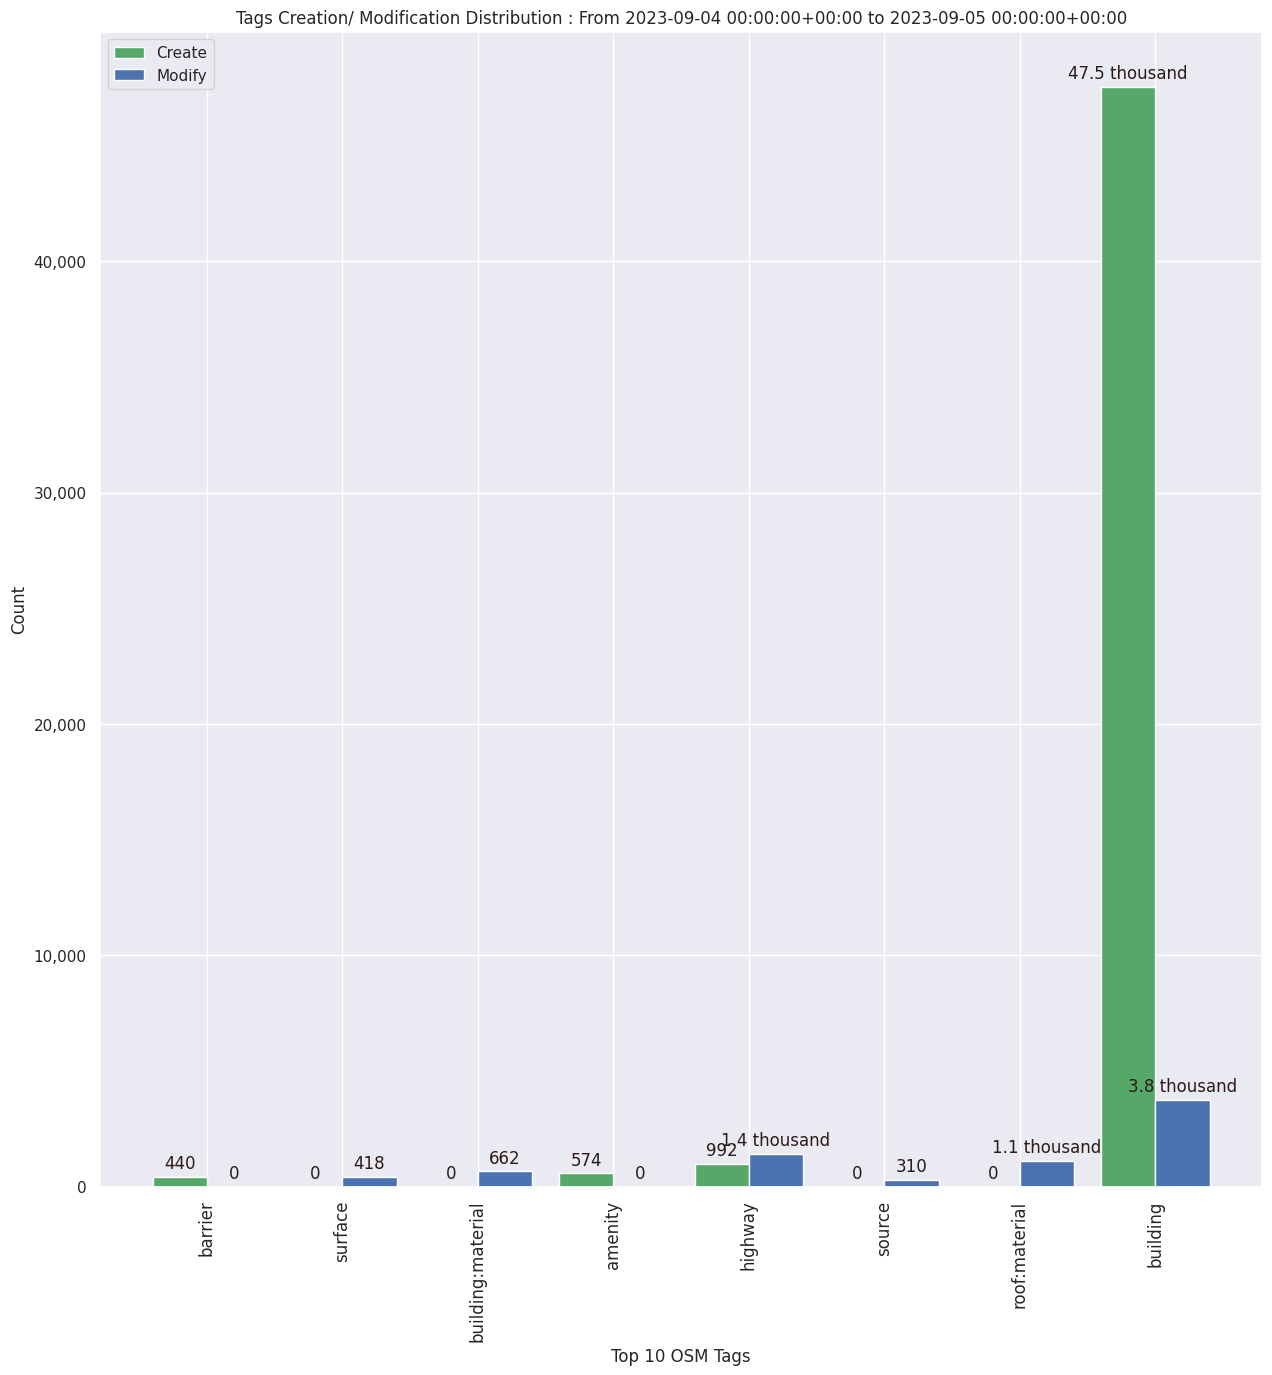 Tags Creation/ Modification Distribution : From 2023-09-04 00:00:00+00:00 to 2023-09-05 00:00:00+00:00
Create
Modify
47.5 thousand
40,000
30,000
Count
20,000
10,000
3.8 thousand
1.4 thousand
1.1 thousand
440
0
0
418
0
662
574
0
992
0
310
0
0
barrier
surface
building:material
amenity
highway
source
roof:material
building
Top 10 OSM Tags